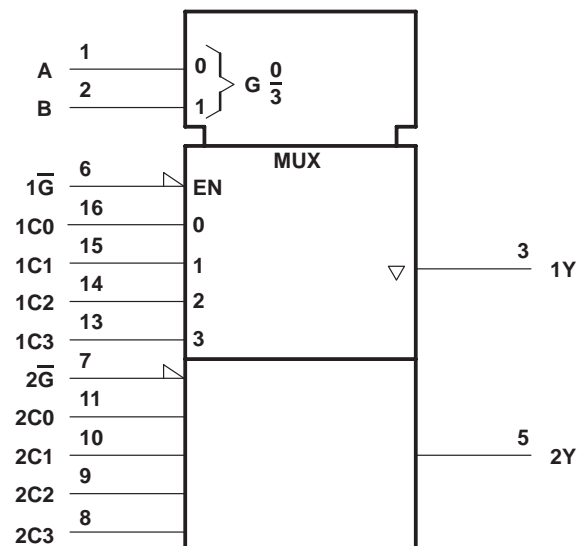 A 1 0
B 2 1
G 0/3
MUX
1G̅ 6 EN
1C0 16 0
1C1 15 1
1C2 14 2
1C3 13 3
3 1Y
2G̅ 7
2C0 11
2C1 10
2C2 9
2C3 8
5 2Y